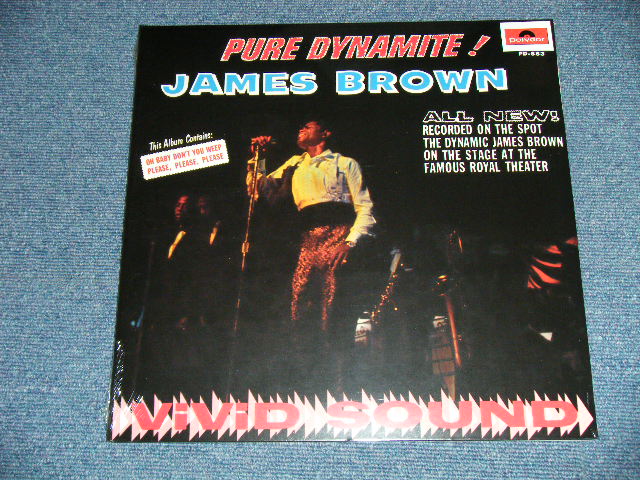 PURE DYNAMITE!
Polydor
PD-883
JAMES BROWN
ALL NEW!
RECORDED ON THE SPOT
THE DYNAMIC JAMES BROWN
ON THE STAGE AT THE
FAMOUS ROYAL THEATER
This Album Contains:
OH BABY DON'T YOU WEEP
PLEASE, PLEASE, PLEASE
ViViD SOUND